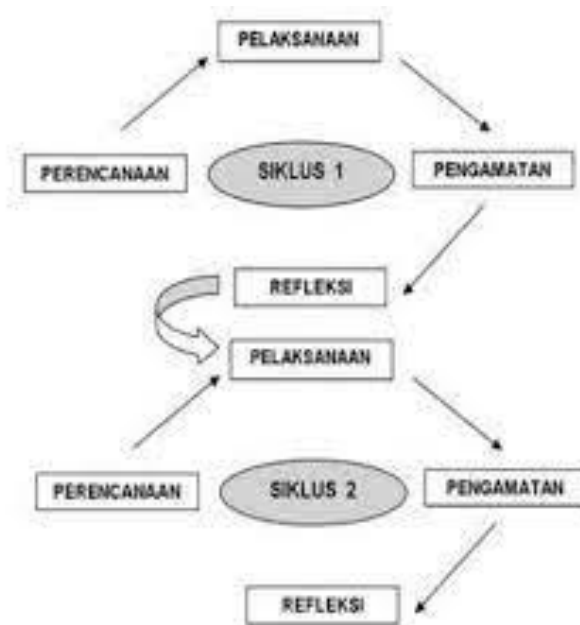 PELAKSANAAN
PERENCANAAN
SIKLUS 1
PENGAMATAN
REFLEKSI
PELAKSANAAN
PERENCANAAN
SIKLUS 2
PENGAMATAN
REFLEKSI